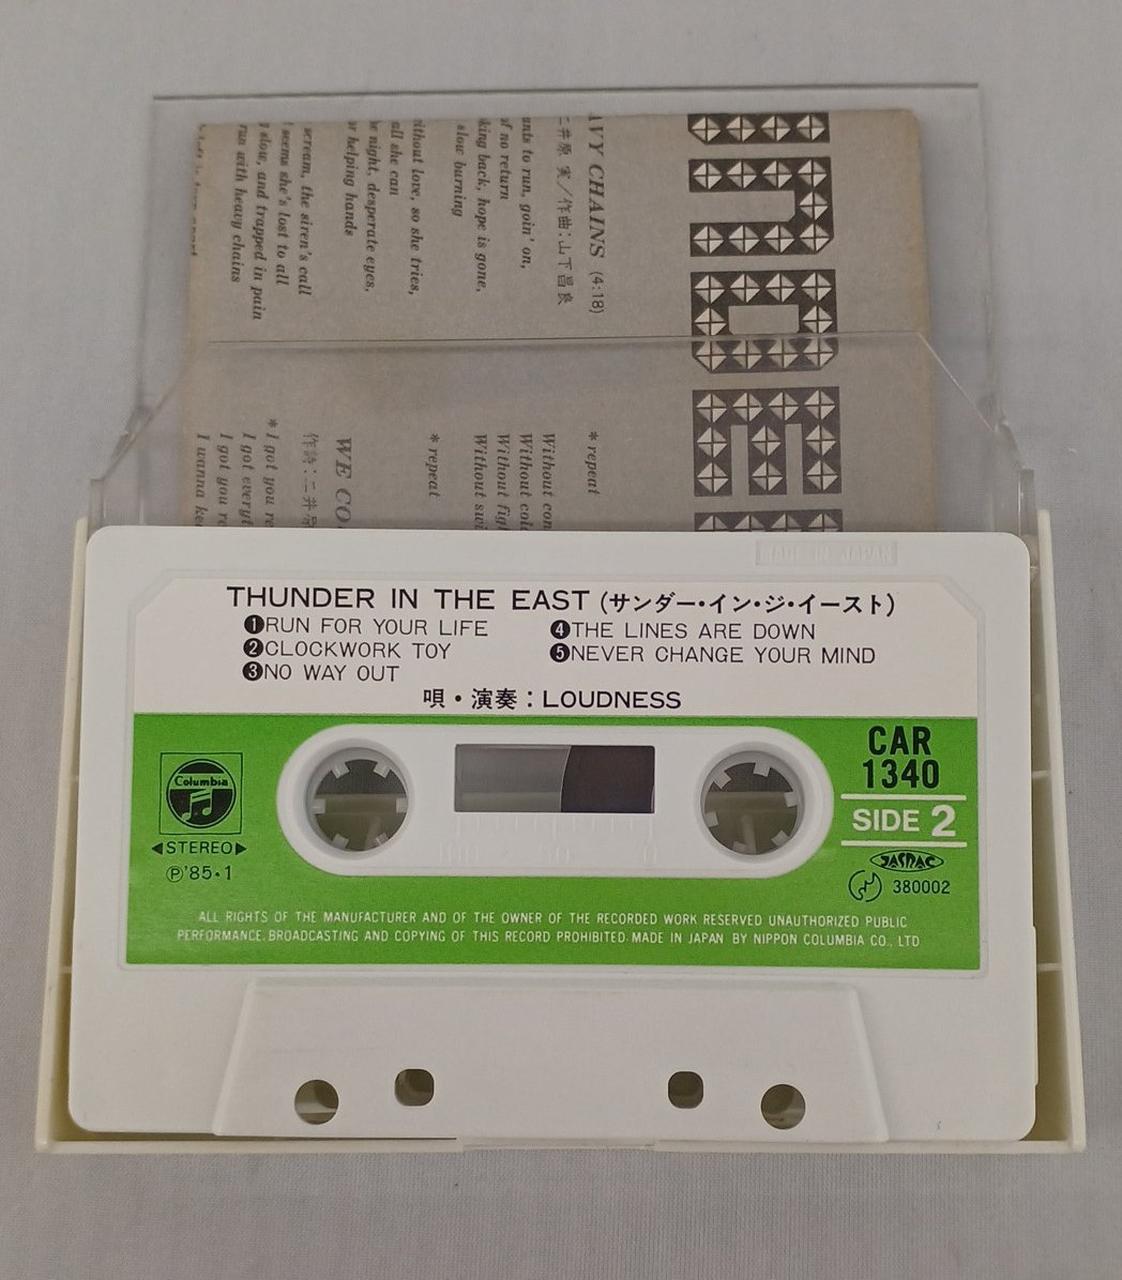 AVY CHAINS (4:18)
二井原 実／作曲：山下昌良
ants to run, goin' on,
of no return
king back, hope is gone,
slow burning
ithout love, so she tries,
all she can
e night, desperate eyes,
or helping hands
scream, the siren's call
seems she's lost to all
slow, and trapped in pain
run with heavy chains
* repeat
Without
Without
Without
Without
* repeat
WE CO
作詩：二井原
* I got you
I got
I got you
I wanna
MADE IN JAPAN
THUNDER IN THE EAST (サンダー・イン・ジ・イースト)
❶RUN FOR YOUR LIFE
❷CLOCKWORK TOY
❸NO WAY OUT
❹THE LINES ARE DOWN
❺NEVER CHANGE YOUR MIND
唄・演奏：LOUDNESS
Columbia
◀STEREO▶
Ⓟ'85・1
CAR
1340
SIDE 2
JASRAC
380002
ALL RIGHTS OF THE MANUFACTURER AND OF THE OWNER OF THE RECORDED WORK RESERVED UNAUTHORIZED PUBLIC
PERFORMANCE. BROADCASTING AND COPYING OF THIS RECORD PROHIBITED. MADE IN JAPAN BY NIPPON COLUMBIA CO., LTD
100 50 0